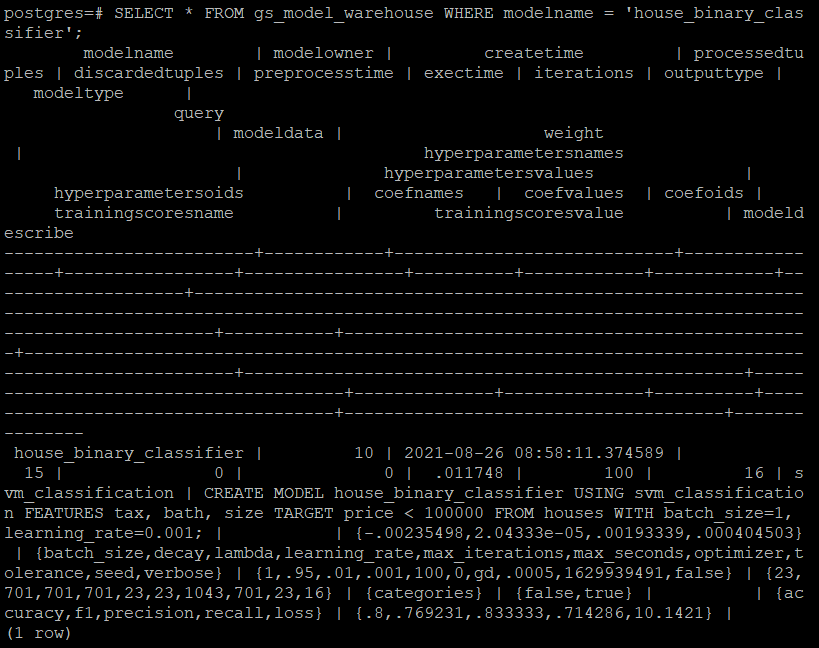 postgres=# SELECT * FROM gs_model_warehouse WHERE modelname = 'house_binary_clas
sifier';
        modelname        | modelowner |         createtime         | processedtu
ples | discardedtuples | preprocesstime | exectime | iterations | outputtype |
   modeltype      |
                 query
                     | modeldata |                    weight
 |                                        hyperparametersnames
                       |              hyperparametersvalues               |
     hyperparametersoids          |  coefnames   |  coefvalues  | coefoids |
     trainingscoresname          |         trainingscoresvalue          | modeld
escribe
-------------------------+------------+----------------------------+------------
-----+-----------------+----------------+----------+------------+------------+--
------------------+-------------------------------------------------------------
--------------------------------------------------------------------------------
---------------------+-----------+----------------------------------------------
-+------------------------------------------------------------------------------
-----------------------+--------------------------------------------------+-----
----------------------------------+--------------+--------------+----------+----
---------------------------------+--------------------------------------+-------
--------
 house_binary_classifier |         10 | 2021-08-26 08:58:11.374589 |
  15 |               0 |              0 |  .011748 |        100 |         16 | s
vm_classification | CREATE MODEL house_binary_classifier USING svm_classificatio
n FEATURES tax, bath, size TARGET price < 100000 FROM houses WITH batch_size=1,
learning_rate=0.001; |           | {-.00235498,2.04333e-05,.00193339,.000404503}
 | {batch_size,decay,lambda,learning_rate,max_iterations,max_seconds,optimizer,t
olerance,seed,verbose} | {1,.95,.01,.001,100,0,gd,.0005,1629939491,false} | {23,
701,701,701,23,23,1043,701,23,16} | {categories} | {false,true} |          | {ac
curacy,f1,precision,recall,loss} | {.8,.769231,.833333,.714286,10.1421} |
(1 row)